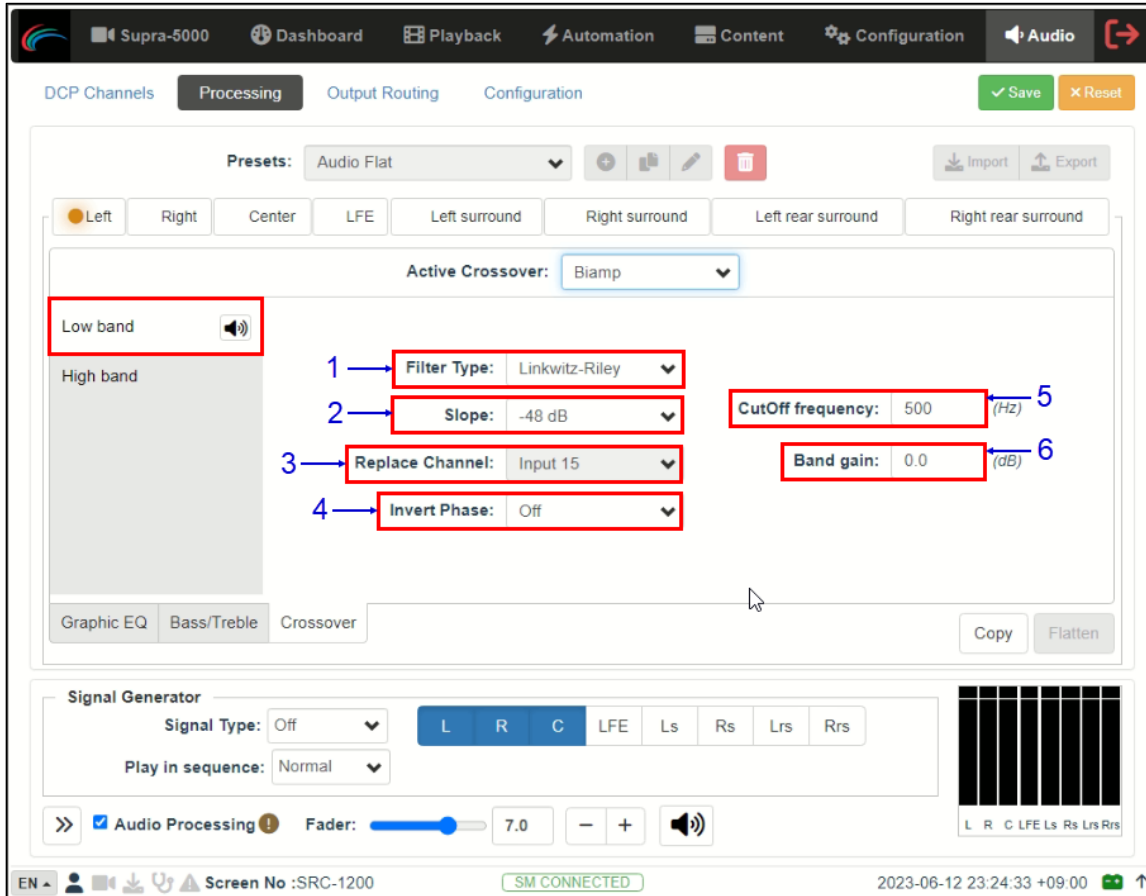 Supra-5000 Dashboard Playback Automation Content Configuration Audio
DCP Channels Processing Output Routing Configuration Save Reset
Presets: Audio Flat Import Export
Left Right Center LFE Left surround Right surround Left rear surround Right rear surround
Active Crossover: Biamp
Low band
High band
1 Filter Type: Linkwitz-Riley
2 Slope: -48 dB
3 Replace Channel: Input 15
4 Invert Phase: Off
CutOff frequency: 500 (Hz) 5
Band gain: 0.0 (dB) 6
Graphic EQ Bass/Treble Crossover
Copy Flatten
Signal Generator
Signal Type: Off L R C LFE Ls Rs Lrs Rrs
Play in sequence: Normal
Audio Processing Fader: 7.0 − +
L R C LFE Ls Rs Lrs Rrs
EN Screen No :SRC-1200 SM CONNECTED 2023-06-12 23:24:33 +09:00